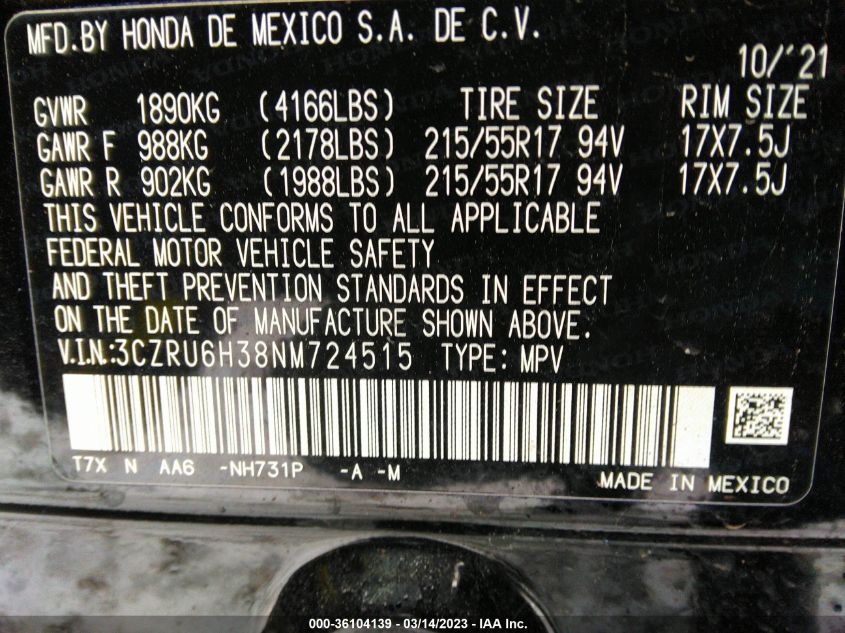 MFD.BY HONDA DE MEXICO S.A. DE C.V.
10/'21
GVWR 1890KG (4166LBS) TIRE SIZE RIM SIZE
GAWR F 988KG (2178LBS) 215/55R17 94V 17X7.5J
GAWR R 902KG (1988LBS) 215/55R17 94V 17X7.5J
THIS VEHICLE CONFORMS TO ALL APPLICABLE
FEDERAL MOTOR VEHICLE SAFETY
AND THEFT PREVENTION STANDARDS IN EFFECT
ON THE DATE OF MANUFACTURE SHOWN ABOVE.
V.I.N.:3CZRU6H38NM724515 TYPE: MPV
T7X N AA6 -NH731P -A -M
MADE IN MEXICO
000-36104139 - 03/14/2023 - IAA Inc.